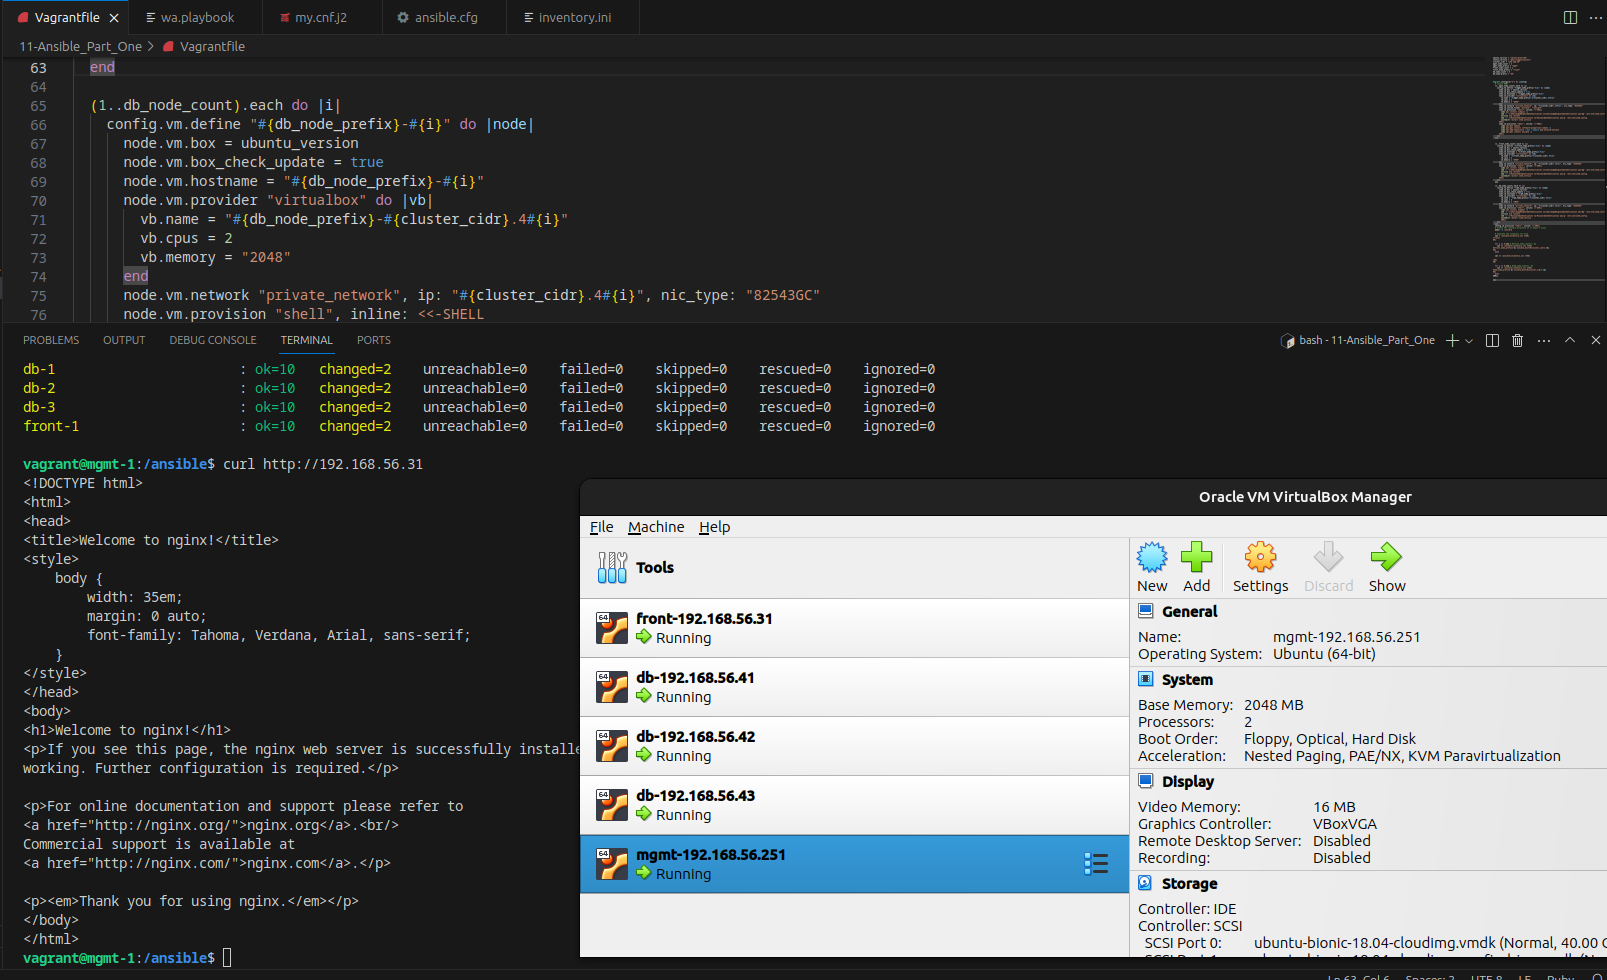 Vagrantfile
wa.playbook
my.cnf.j2
ansible.cfg
inventory.ini
11-Ansible_Part_One > Vagrantfile
63 end
64
65 (1..db_node_count).each do |i|
66 config.vm.define "#{db_node_prefix}-#{i}" do |node|
67 node.vm.box = ubuntu_version
68 node.vm.box_check_update = true
69 node.vm.hostname = "#{db_node_prefix}-#{i}"
70 node.vm.provider "virtualbox" do |vb|
71 vb.name = "#{db_node_prefix}-#{cluster_cidr}.4#{i}"
72 vb.cpus = 2
73 vb.memory = "2048"
74 end
75 node.vm.network "private_network", ip: "#{cluster_cidr}.4#{i}", nic_type: "82543GC"
76 node.vm.provision "shell", inline: <<-SHELL
PROBLEMS OUTPUT DEBUG CONSOLE TERMINAL PORTS
bash - 11-Ansible_Part_One
db-1 : ok=10 changed=2 unreachable=0 failed=0 skipped=0 rescued=0 ignored=0
db-2 : ok=10 changed=2 unreachable=0 failed=0 skipped=0 rescued=0 ignored=0
db-3 : ok=10 changed=2 unreachable=0 failed=0 skipped=0 rescued=0 ignored=0
front-1 : ok=10 changed=2 unreachable=0 failed=0 skipped=0 rescued=0 ignored=0
vagrant@mgmt-1:/ansible$ curl http://192.168.56.31
<!DOCTYPE html>
<html>
<head>
<title>Welcome to nginx!</title>
<style>
body {
width: 35em;
margin: 0 auto;
font-family: Tahoma, Verdana, Arial, sans-serif;
}
</style>
</head>
<body>
<h1>Welcome to nginx!</h1>
<p>If you see this page, the nginx web server is successfully installe
working. Further configuration is required.</p>
<p>For online documentation and support please refer to
<a href="http://nginx.org/">nginx.org</a>.<br/>
Commercial support is available at
<a href="http://nginx.com/">nginx.com</a>.</p>
<p><em>Thank you for using nginx.</em></p>
</body>
</html>
vagrant@mgmt-1:/ansible$
Oracle VM VirtualBox Manager
File Machine Help
Tools
64 front-192.168.56.31
Running
64 db-192.168.56.41
Running
64 db-192.168.56.42
Running
64 db-192.168.56.43
Running
64 mgmt-192.168.56.251
Running
New Add Settings Discard Show
General
Name: mgmt-192.168.56.251
Operating System: Ubuntu (64-bit)
System
Base Memory: 2048 MB
Processors: 2
Boot Order: Floppy, Optical, Hard Disk
Acceleration: Nested Paging, PAE/NX, KVM Paravirtualization
Display
Video Memory: 16 MB
Graphics Controller: VBoxVGA
Remote Desktop Server: Disabled
Recording: Disabled
Storage
Controller: IDE
Controller: SCSI
SCSI Port 0: ubuntu-bionic-18.04-cloudimg.vmdk (Normal, 40.00 G